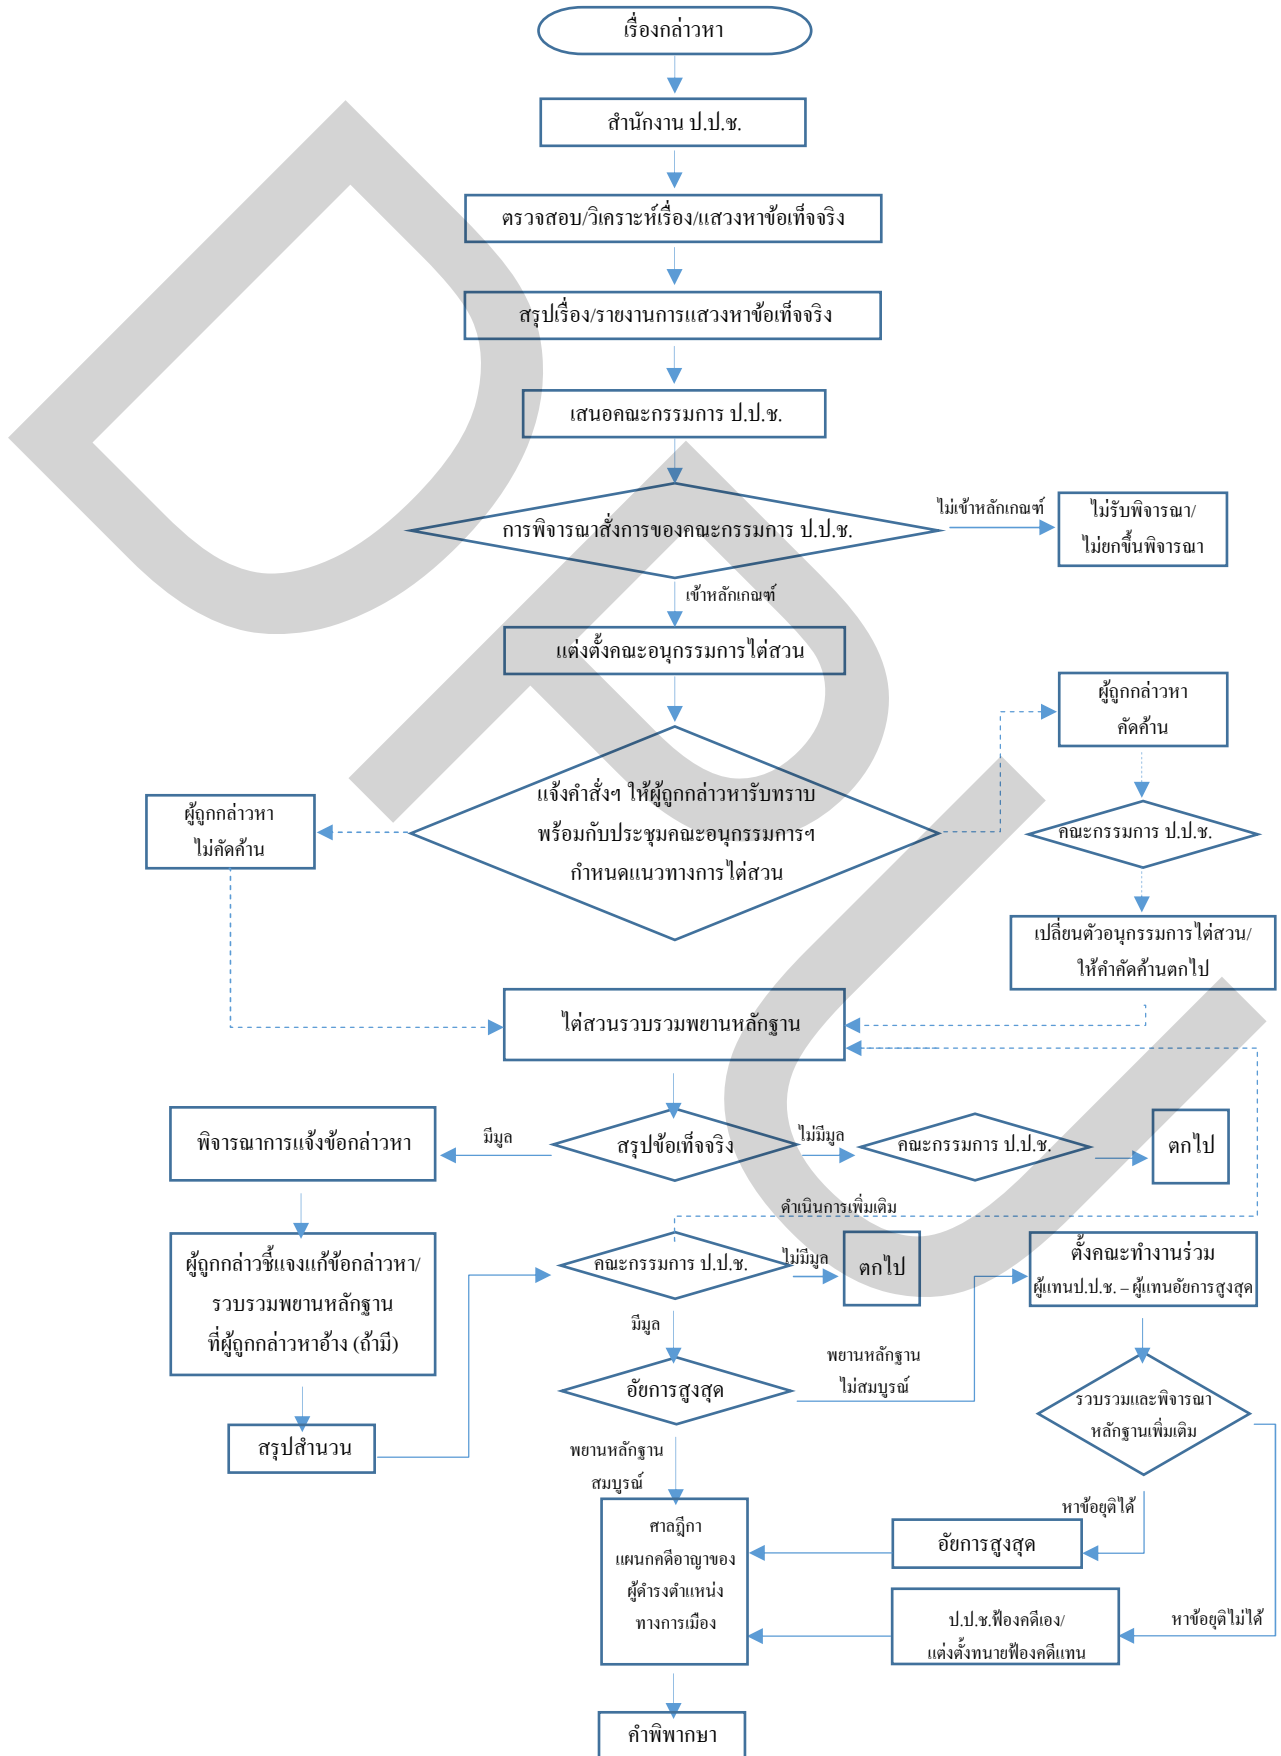 เรื่องกล่าวหา
สำนักงาน ป.ป.ช.
ตรวจสอบ/วิเคราะห์เรื่อง/แสวงหาข้อเท็จจริง
สรุปเรื่อง/รายงานการแสวงหาข้อเท็จจริง
เสนอคณะกรรมการ ป.ป.ช.
การพิจารณาสั่งการของคณะกรรมการ ป.ป.ช.
ไม่เข้าหลักเกณฑ์
ไม่รับพิจารณา/
ไม่ยกขึ้นพิจารณา
เข้าหลักเกณฑ์
แต่งตั้งคณะอนุกรรมการไต่สวน
ผู้ถูกกล่าวหา
คัดค้าน
แจ้งคำสั่งฯ ให้ผู้ถูกกล่าวหารับทราบ
พร้อมกับประชุมคณะอนุกรรมการฯ
กำหนดแนวทางการไต่สวน
ผู้ถูกกล่าวหา
ไม่คัดค้าน
คณะกรรมการ ป.ป.ช.
เปลี่ยนตัวอนุกรรมการไต่สวน/
ให้คำคัดค้านตกไป
ไต่สวนรวบรวมพยานหลักฐาน
พิจารณาการแจ้งข้อกล่าวหา
มีมูล
สรุปข้อเท็จจริง
ไม่มีมูล
คณะกรรมการ ป.ป.ช.
ตกไป
ดำเนินการเพิ่มเติม
ผู้ถูกกล่าวชี้แจงแก้ข้อกล่าวหา/
รวบรวมพยานหลักฐาน
ที่ผู้ถูกกล่าวหาอ้าง (ถ้ามี)
คณะกรรมการ ป.ป.ช.
ไม่มีมูล
ตกไป
ตั้งคณะทำงานร่วม
ผู้แทนป.ป.ช. – ผู้แทนอัยการสูงสุด
มีมูล
อัยการสูงสุด
พยานหลักฐาน
ไม่สมบูรณ์
รวบรวมและพิจารณา
หลักฐานเพิ่มเติม
สรุปสำนวน
พยานหลักฐาน
สมบูรณ์
หาข้อยุติได้
ศาลฎีกา
แผนกคดีอาญาของ
ผู้ดำรงตำแหน่ง
ทางการเมือง
อัยการสูงสุด
ป.ป.ช.ฟ้องคดีเอง/
แต่งตั้งทนายฟ้องคดีแทน
หาข้อยุติไม่ได้
คำพิพากษา
DPU